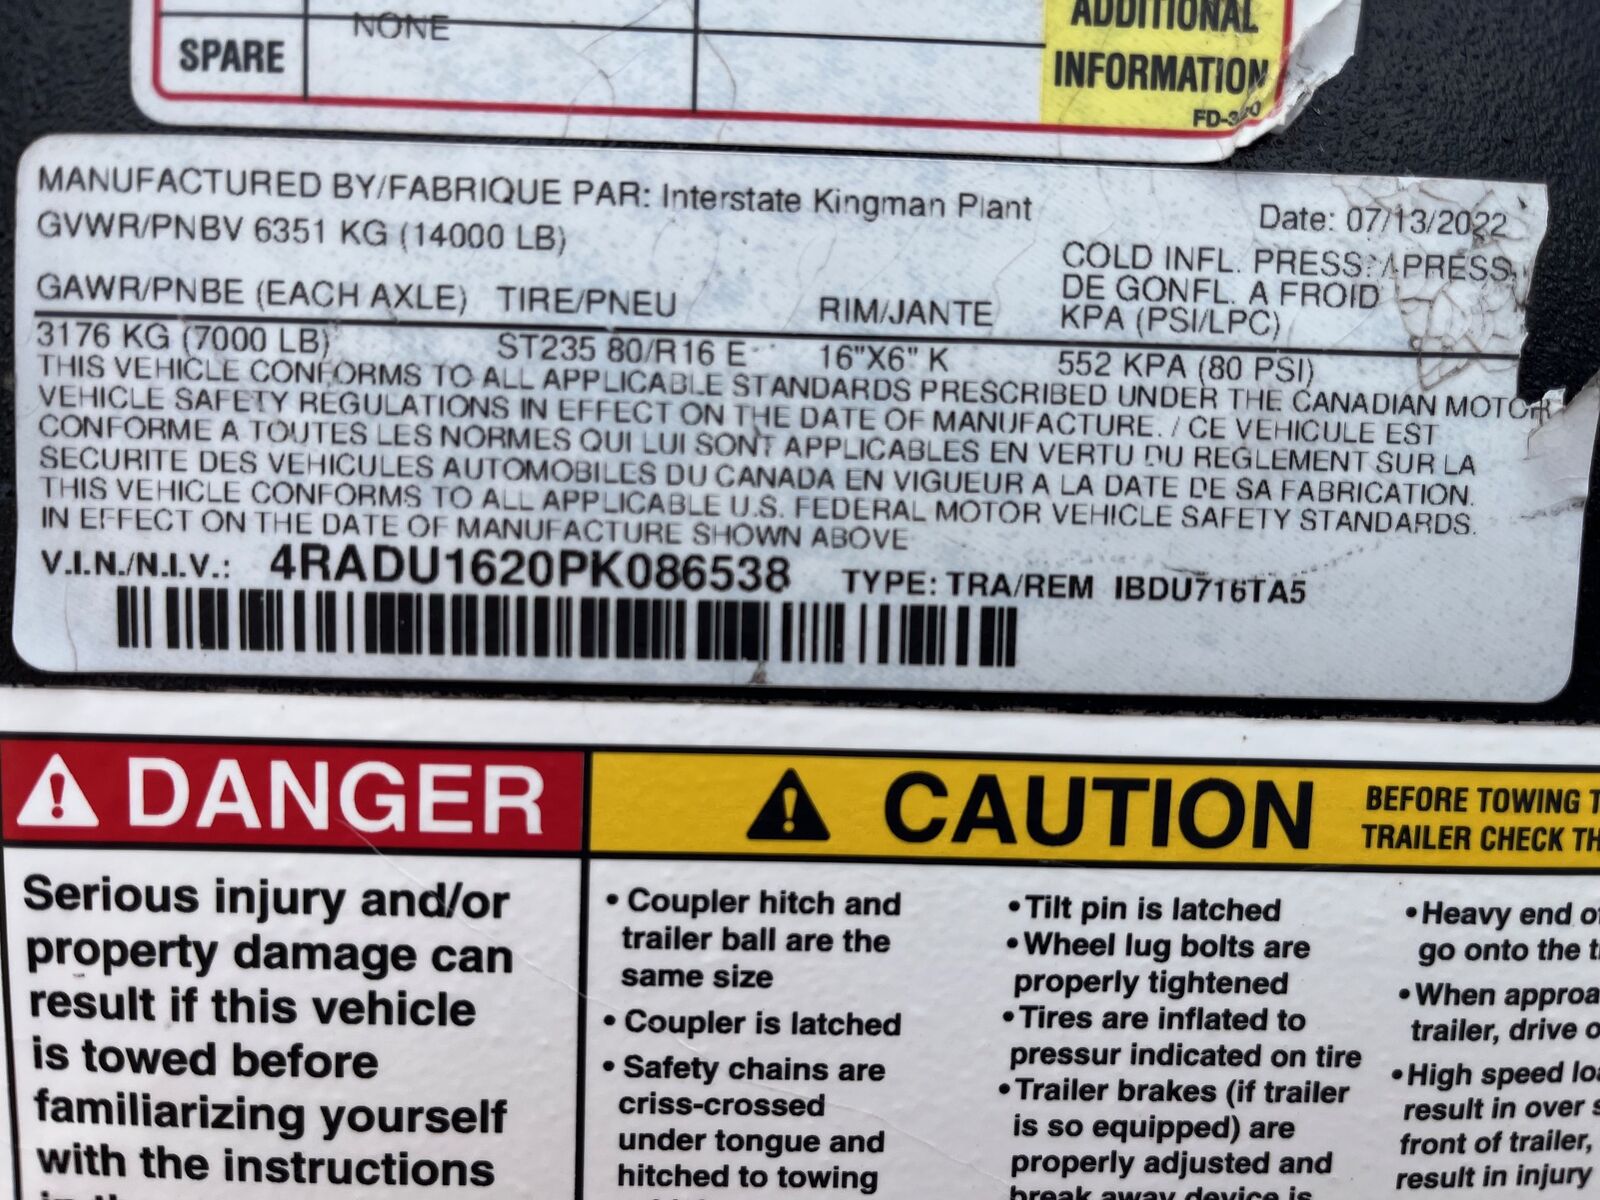 SPARE
NONE
ADDITIONAL
INFORMATION
MANUFACTURED BY/FABRIQUE PAR: Interstate Kingman Plant
Date: 07/13/2022
GVWR/PNBV 6351 KG (14000 LB)
COLD INFL. PRESS./PRESS.
DE GONFL. A FROID
KPA (PSI/LPC)
GAWR/PNBE (EACH AXLE) TIRE/PNEU RIM/JANTE
3176 KG (7000 LB) ST235 80/R16 E 16"X6" K 552 KPA (80 PSI)
THIS VEHICLE CONFORMS TO ALL APPLICABLE STANDARDS PRESCRIBED UNDER THE CANADIAN MOTOR
VEHICLE SAFETY REGULATIONS IN EFFECT ON THE DATE OF MANUFACTURE. / CE VEHICULE EST
CONFORME A TOUTES LES NORMES QUI LUI SONT APPLICABLES EN VERTU DU REGLEMENT SUR LA
SECURITE DES VEHICULES AUTOMOBILES DU CANADA EN VIGUEUR A LA DATE DE SA FABRICATION.
THIS VEHICLE CONFORMS TO ALL APPLICABLE U.S. FEDERAL MOTOR VEHICLE SAFETY STANDARDS.
IN EFFECT ON THE DATE OF MANUFACTURE SHOWN ABOVE
V.I.N./N.I.V.: 4RADU1620PK086538 TYPE: TRA/REM IBDU716TA5
DANGER
Serious injury and/or
property damage can
result if this vehicle
is towed before
familiarizing yourself
with the instructions
CAUTION
BEFORE TOWING
TRAILER CHECK
• Coupler hitch and
trailer ball are the
same size
• Coupler is latched
• Safety chains are
criss-crossed
under tongue and
hitched to towing
• Tilt pin is latched
• Wheel lug bolts are
properly tightened
• Tires are inflated to
pressur indicated on tire
• Trailer brakes (if trailer
is so equipped) are
properly adjusted and
break away device is
• Heavy end
go onto the
• When
trailer, drive
• High speed
result in over
front of trailer,
result in injury